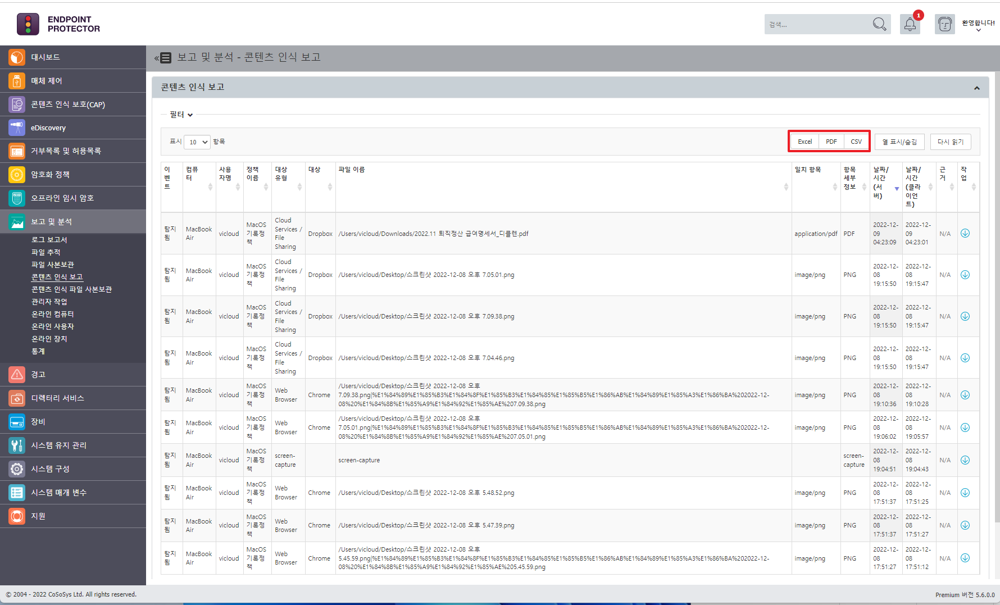 ENDPOINT
PROTECTOR
검색...
1
환영합니다!
대시보드
매체 제어
콘텐츠 인식 보호(CAP)
eDiscovery
거부목록 및 허용목록
암호화 정책
오프라인 임시 암호
보고 및 분석
로그 보고서
파일 추적
파일 사본보관
콘텐츠 인식 보고
콘텐츠 인식 파일 사본보관
관리자 작업
온라인 컴퓨터
온라인 사용자
온라인 장치
통계
경고
디렉터리 서비스
장비
시스템 유지 관리
시스템 구성
시스템 매개 변수
지원
« 보고 및 분석 - 콘텐츠 인식 보고
콘텐츠 인식 보고
필터
표시 10 항목
Excel PDF CSV 열 표시/숨김 다시 읽기
이벤트 컴퓨터 사용자명 정책 이름 대상 유형 대상 파일 이름 일치 항목 항목 세부 정보 날짜/시간(서버) 날짜/시간(클라이언트) 근거 작업
탐지됨 MacBook Air vicloud MacOS 기록정책 Cloud Services / File Sharing Dropbox /Users/vicloud/Downloads/2022.11 퇴직정산 급여명세서_디클렌.pdf application/pdf PDF 2022-12-09 04:23:09 2022-12-09 04:23:01 N/A
탐지됨 MacBook Air vicloud MacOS 기록정책 Cloud Services / File Sharing Dropbox /Users/vicloud/Desktop/스크린샷 2022-12-08 오후 7.05.01.png image/png PNG 2022-12-08 19:15:50 2022-12-08 19:15:47 N/A
탐지됨 MacBook Air vicloud MacOS 기록정책 Cloud Services / File Sharing Dropbox /Users/vicloud/Desktop/스크린샷 2022-12-08 오후 7.09.38.png image/png PNG 2022-12-08 19:15:50 2022-12-08 19:15:47 N/A
탐지됨 MacBook Air vicloud MacOS 기록정책 Cloud Services / File Sharing Dropbox /Users/vicloud/Desktop/스크린샷 2022-12-08 오후 7.04.46.png image/png PNG 2022-12-08 19:15:50 2022-12-08 19:15:47 N/A
탐지됨 MacBook Air vicloud MacOS 기록정책 Web Browser Chrome /Users/vicloud/Desktop/스크린샷 2022-12-08 오후 7.09.38.png|%E1%84%89%E1%85%B3%E1%84%8F%E1%85%B3%E1%84%85%E1%85%B5%E1%86%AB%E1%84%89%E1%85%A3%E1%86%BA%202022-12-08%20%E1%84%8B%E1%85%A9%E1%84%92%E1%85%AE%207.09.38.png image/png PNG 2022-12-08 19:10:36 2022-12-08 19:10:28 N/A
탐지됨 MacBook Air vicloud MacOS 기록정책 Web Browser Chrome /Users/vicloud/Desktop/스크린샷 2022-12-08 오후 7.05.01.png|%E1%84%89%E1%85%B3%E1%84%8F%E1%85%B3%E1%84%85%E1%85%B5%E1%86%AB%E1%84%89%E1%85%A3%E1%86%BA%202022-12-08%20%E1%84%8B%E1%85%A9%E1%84%92%E1%85%AE%207.05.01.png image/png PNG 2022-12-08 19:06:02 2022-12-08 19:05:57 N/A
탐지됨 MacBook Air vicloud MacOS 기록정책 screen-capture screen-capture screen-capture 2022-12-08 19:04:51 2022-12-08 19:04:43 N/A
탐지됨 MacBook Air vicloud MacOS 기록정책 Web Browser Chrome /Users/vicloud/Desktop/스크린샷 2022-12-08 오후 5.48.52.png image/png PNG 2022-12-08 17:51:37 2022-12-08 17:51:25 N/A
탐지됨 MacBook Air vicloud MacOS 기록정책 Web Browser Chrome /Users/vicloud/Desktop/스크린샷 2022-12-08 오후 5.47.39.png image/png PNG 2022-12-08 17:51:37 2022-12-08 17:51:27 N/A
탐지됨 MacBook Air vicloud MacOS 기록정책 Web Browser Chrome /Users/vicloud/Desktop/스크린샷 2022-12-08 오후 5.45.59.png|%E1%84%89%E1%85%B3%E1%84%8F%E1%85%B3%E1%84%85%E1%85%B5%E1%86%AB%E1%84%89%E1%85%A3%E1%86%BA%202022-12-08%20%E1%84%8B%E1%85%A9%E1%84%92%E1%85%AE%205.45.59.png image/png PNG 2022-12-08 17:51:27 2022-12-08 17:51:12 N/A
© 2004 - 2022 CoSoSys Ltd. All rights reserved.
Premium 버전 5.6.0.0